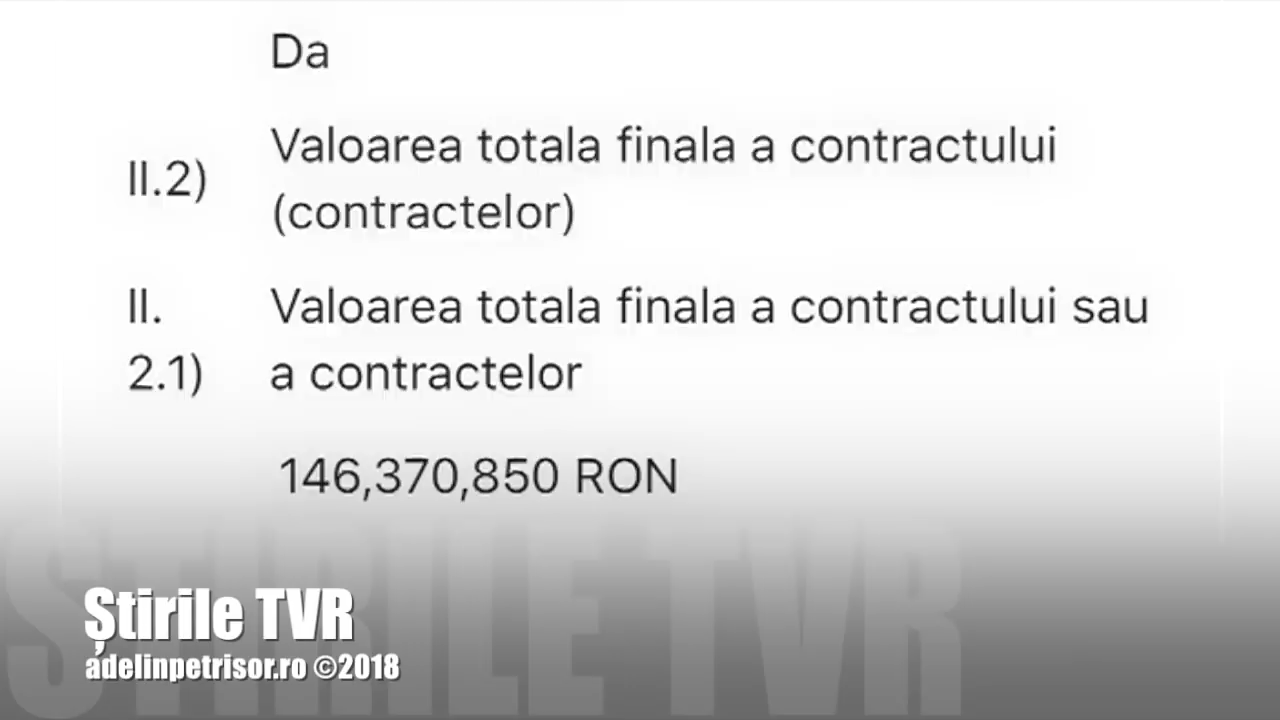 Da
II.2)
Valoarea totala finala a contractului
(contractelor)
II.
2.1)
Valoarea totala finala a contractului sau
a contractelor
146,370,850 RON
ȘTIRILE TVR
Știrile TVR
adelinpetrisor.ro ©2018